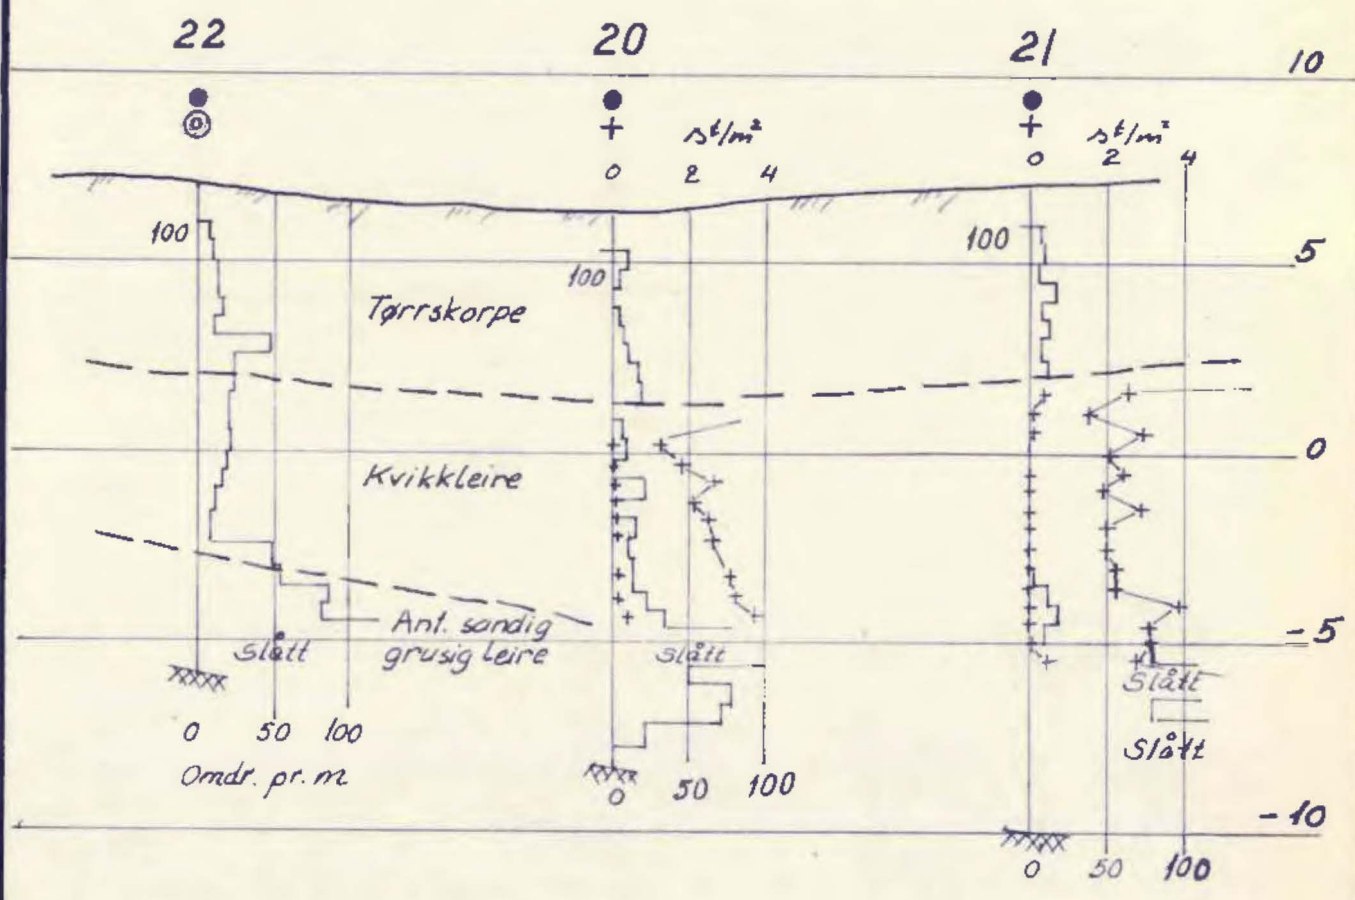 22 20 21
10
s t/m² s t/m²
0 2 4 0 2 4
100 100 5
100
Tørrskorpe
0
Kvikkleire
Ant. sandig
grusig leire
-5
Slått Slått Slått
0 50 100 Slått
Omdr. pr. m
0 50 100
-10
0 50 100